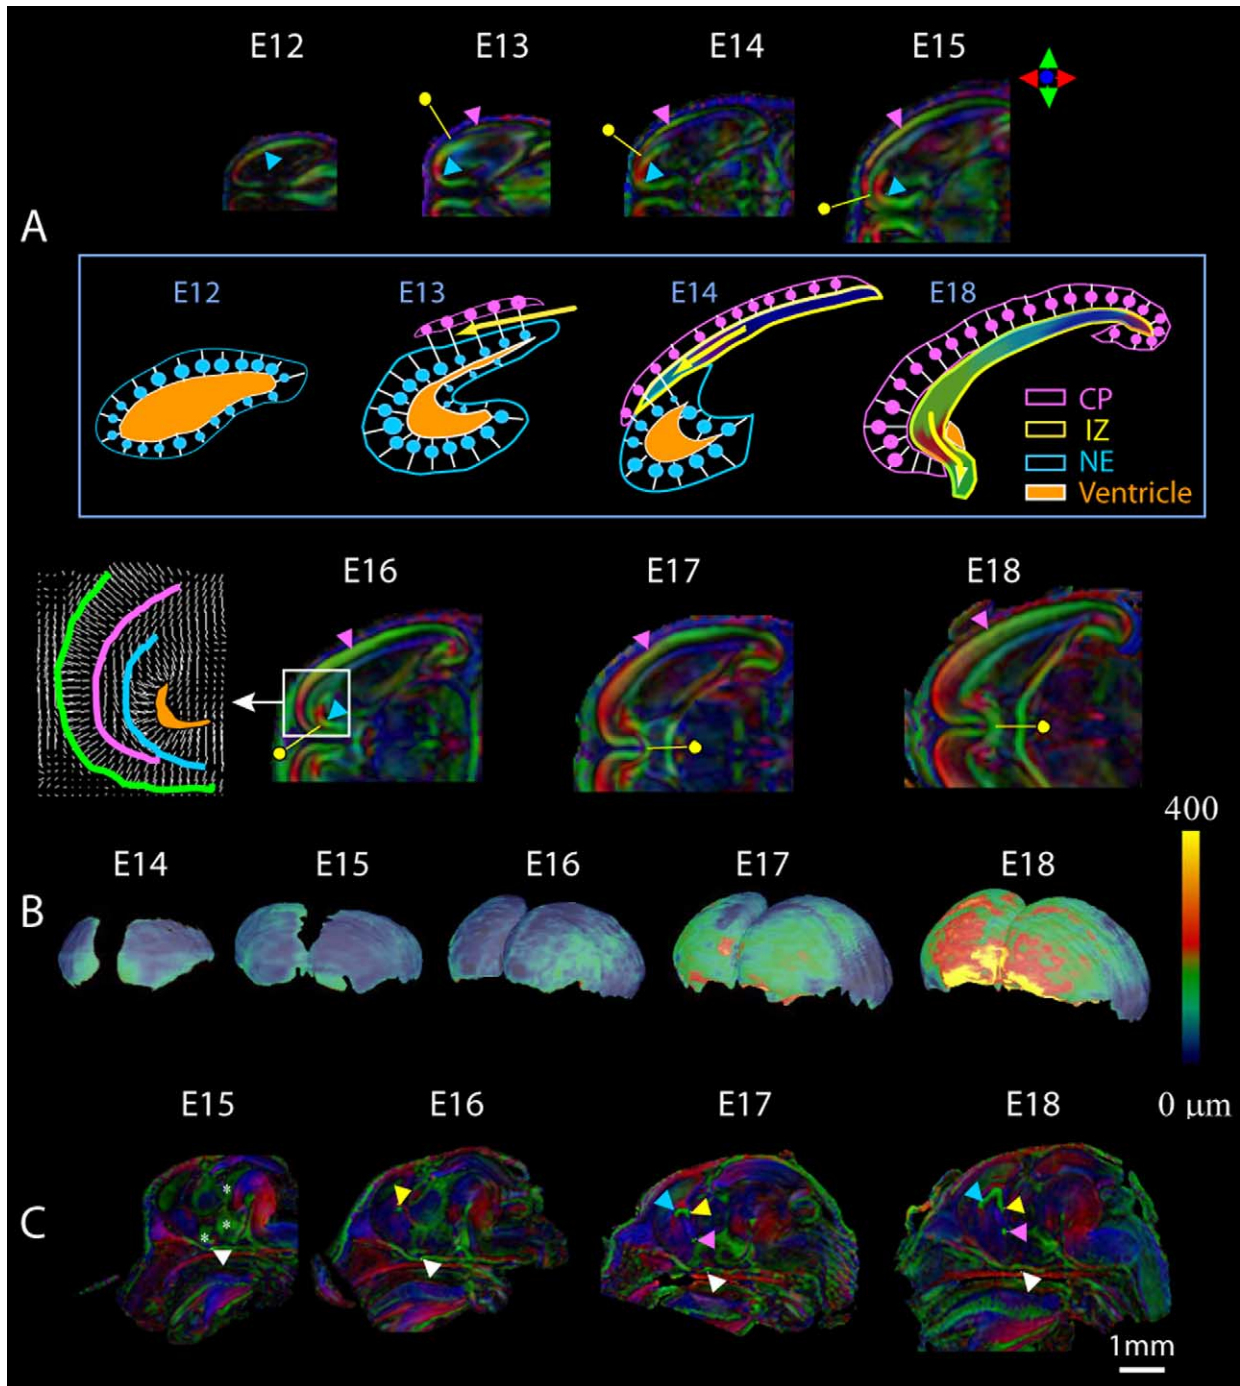 E12 E13 E14 E15
A
E12 E13 E14 E18
CP
IZ
NE
Ventricle
E16 E17 E18
400
E14 E15 E16 E17 E18
B
E15 E16 E17 E18
0 μm
*
*
*
C
1mm